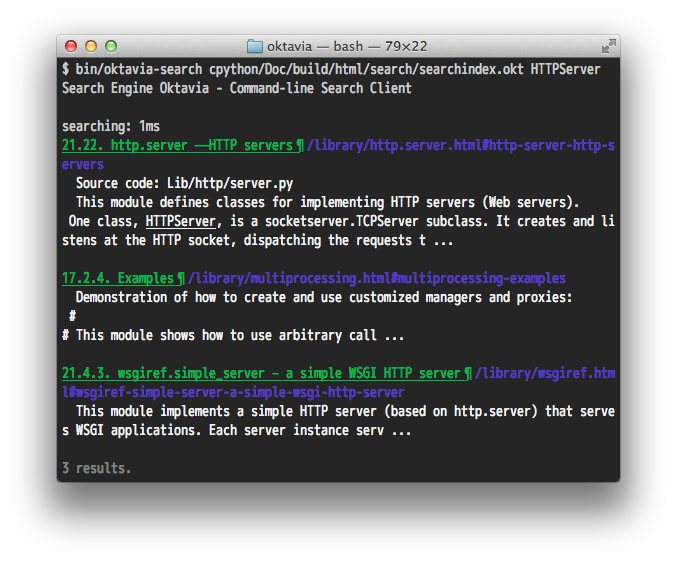 oktavia — bash — 79×22
$ bin/oktavia-search cpython/Doc/build/html/search/searchindex.okt HTTPServer
Search Engine Oktavia - Command-line Search Client
searching: 1ms
21.22. http.server —HTTP servers¶ /library/http.server.html#http-server-http-s
ervers
Source code: Lib/http/server.py
This module defines classes for implementing HTTP servers (Web servers).
One class, HTTPServer, is a socketserver.TCPServer subclass. It creates and li
stens at the HTTP socket, dispatching the requests t ...
17.2.4. Examples¶ /library/multiprocessing.html#multiprocessing-examples
Demonstration of how to create and use customized managers and proxies:
#
# This module shows how to use arbitrary call ...
21.4.3. wsgiref.simple_server – a simple WSGI HTTP server¶ /library/wsgiref.htm
l#wsgiref-simple-server-a-simple-wsgi-http-server
This module implements a simple HTTP server (based on http.server) that serve
s WSGI applications. Each server instance serv ...
3 results.